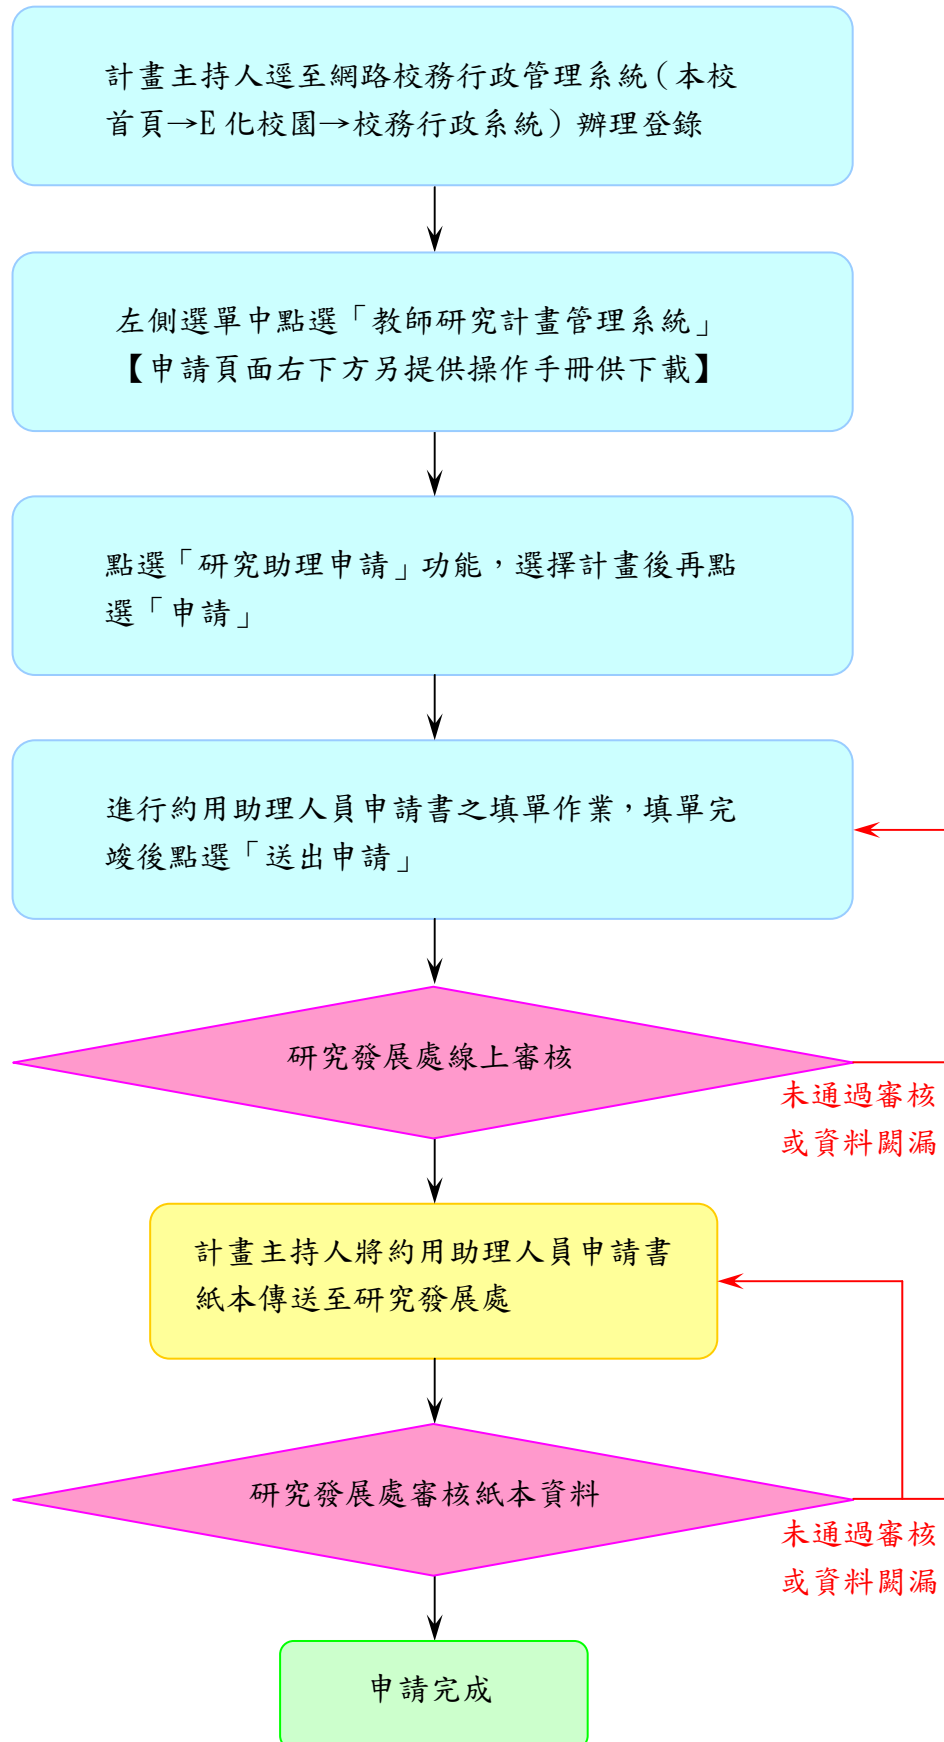 計畫主持人逕至網路校務行政管理系統（本校
首頁→E化校園→校務行政系統）辦理登錄
左側選單中點選「教師研究計畫管理系統」
【申請頁面右下方另提供操作手冊供下載】
點選「研究助理申請」功能，選擇計畫後再點
選「申請」
進行約用助理人員申請書之填單作業，填單完
竣後點選「送出申請」
研究發展處線上審核
未通過審核
或資料闕漏
計畫主持人將約用助理人員申請書
紙本傳送至研究發展處
研究發展處審核紙本資料
未通過審核
或資料闕漏
申請完成